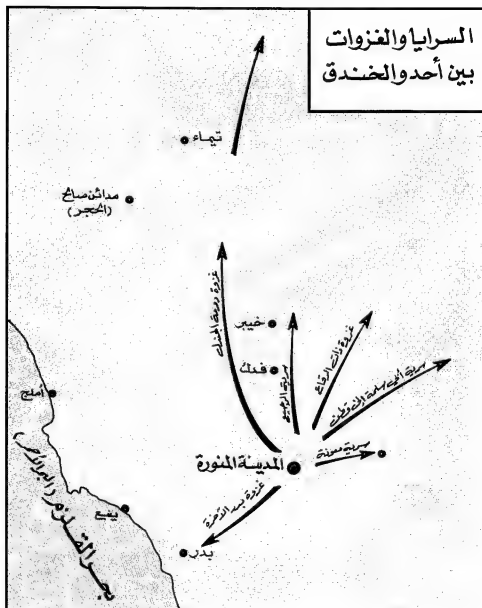 السرايا والغزوات
بين أحد والخندق
تيماء
مدائن صالح
(الحجر)
غزوة دومة الجندل
خيبر
فدك
سرية الرجيع
غزوة ذات الرقاع
سرية أبي سلمة إلى قطن
أملج
سرية معونة
المدينة المنورة
غزوة بدر الآخرة
ينبع
بدر
بحر القلزم (البحر الأحمر)